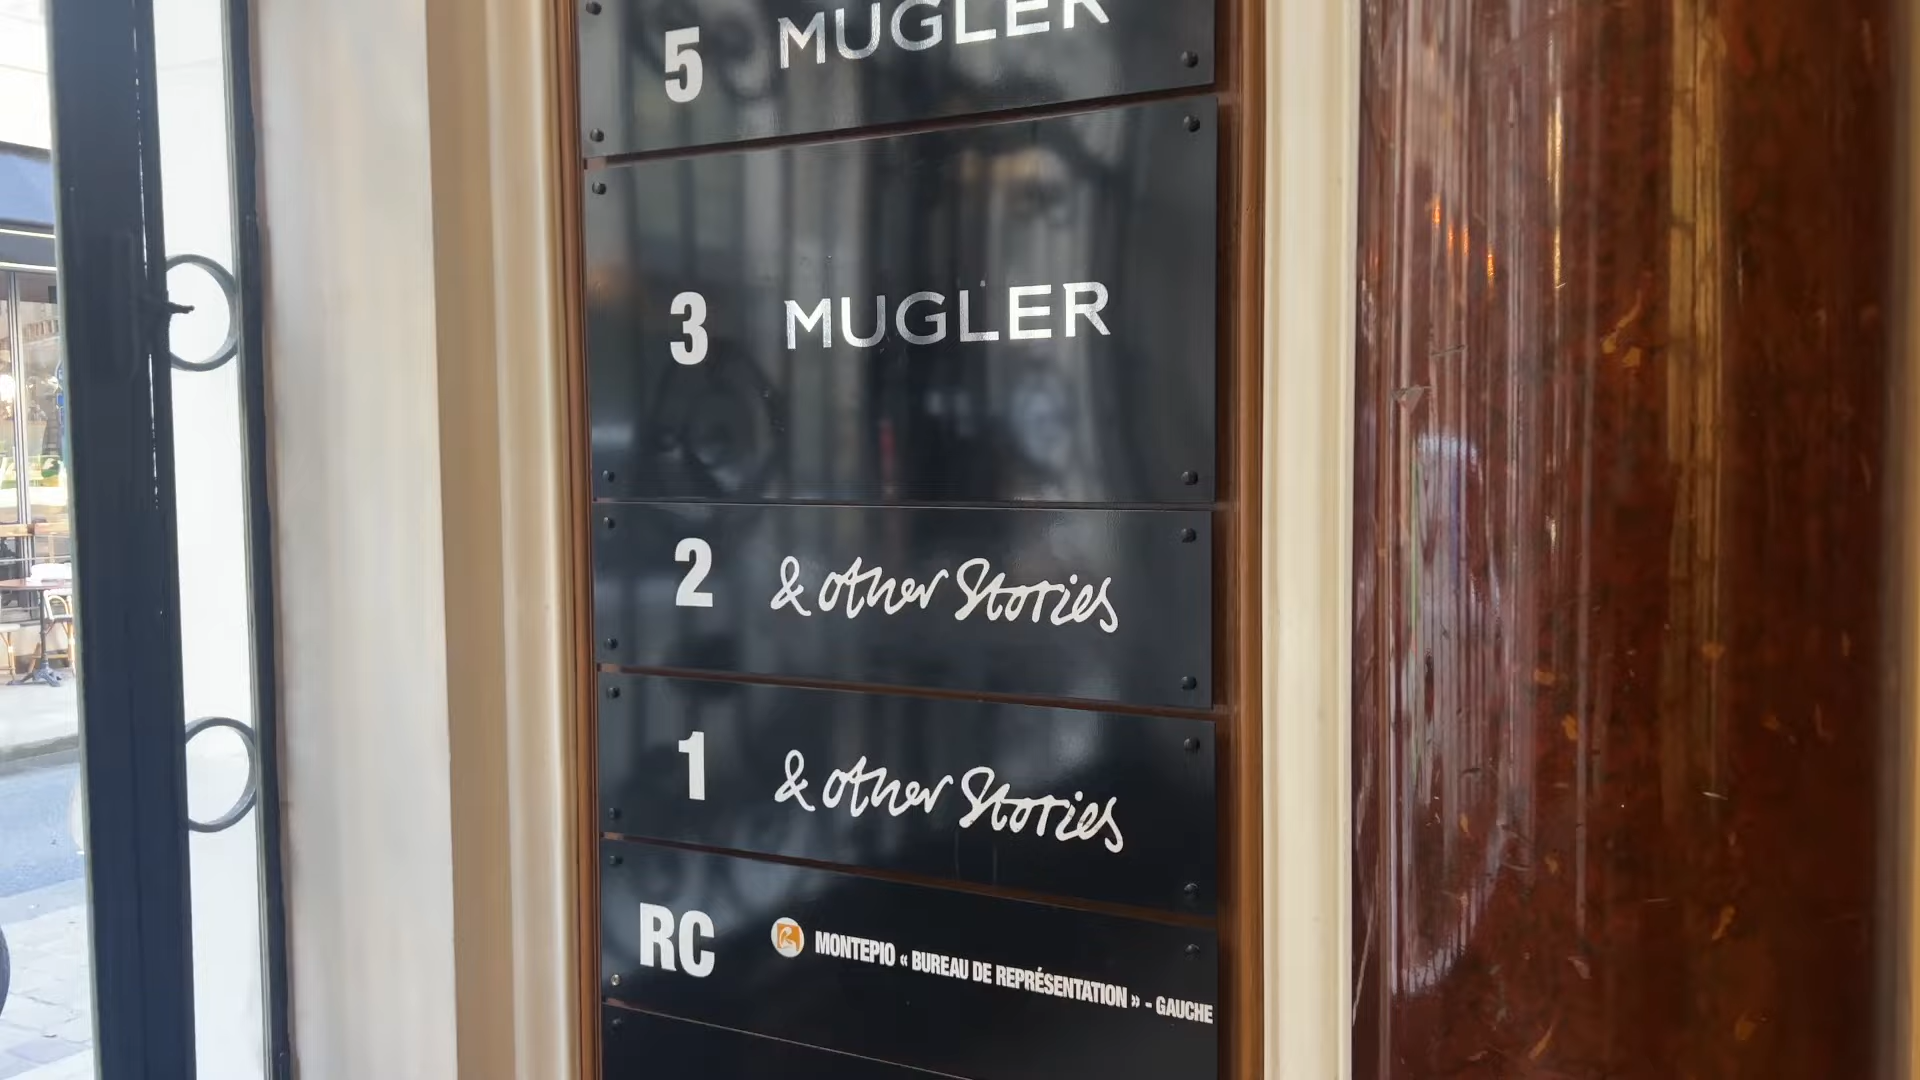 5 MUGLER
3 MUGLER
2 & other Stories
1 & other Stories
RC MONTEPIO « BUREAU DE REPRÉSENTATION » - GAUCHE